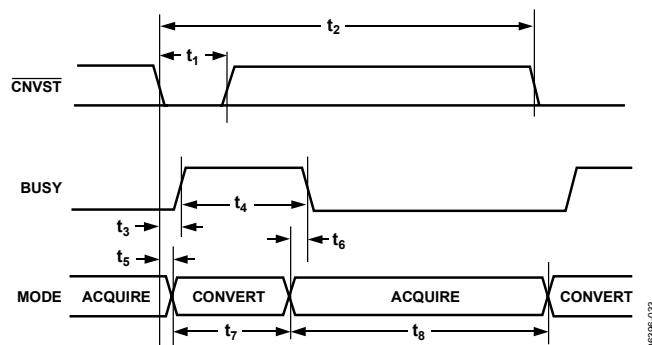 t2
t1
CNVST
BUSY
t4
t3
t6
t5
MODE ACQUIRE CONVERT ACQUIRE CONVERT
t7 t8